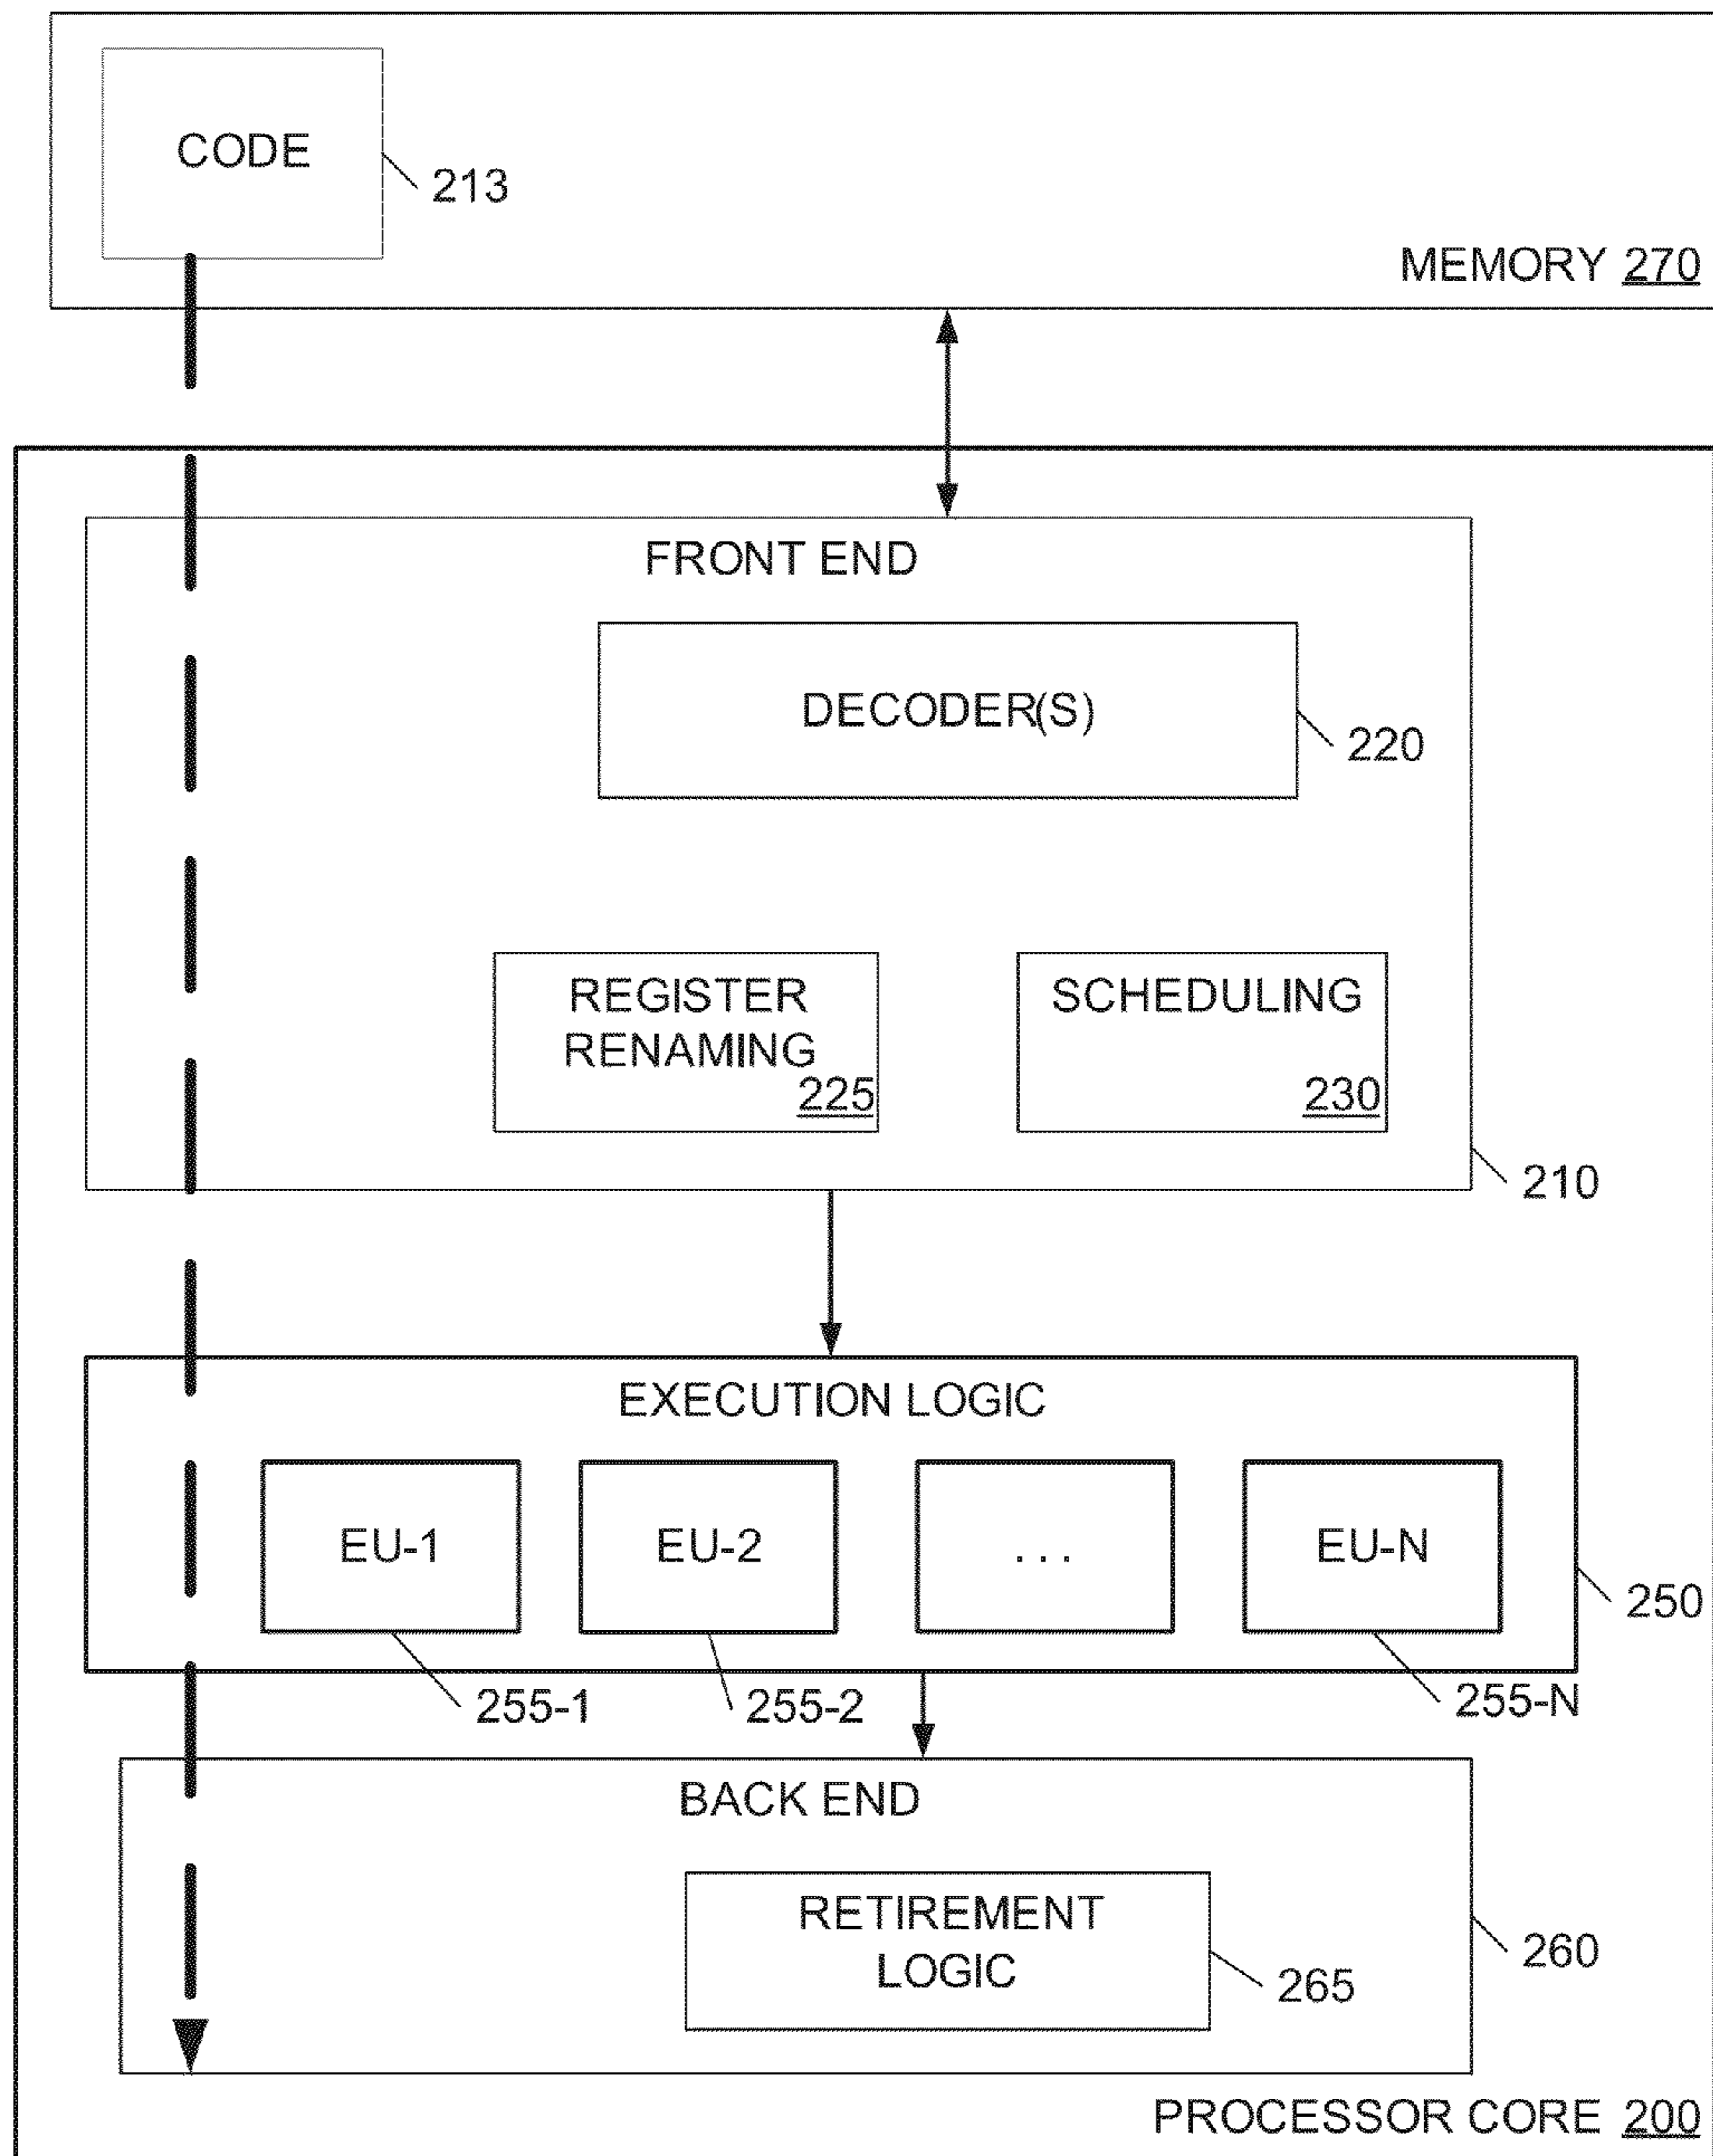 CODE
213
MEMORY 270
FRONT END
DECODER(S)
220
REGISTER
RENAMING
225
SCHEDULING
230
210
EXECUTION LOGIC
EU-1
EU-2
...
EU-N
250
255-1
255-2
255-N
BACK END
RETIREMENT
LOGIC
265
260
PROCESSOR CORE 200